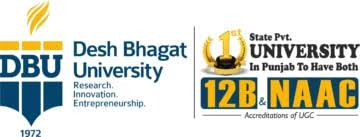 DBU
1972
Desh Bhagat
University
Research.
Innovation.
Entrepreneurship.
1st
State Pvt.
UNIVERSITY
In Punjab To Have Both
12B & NAAC
Accreditations of UGC